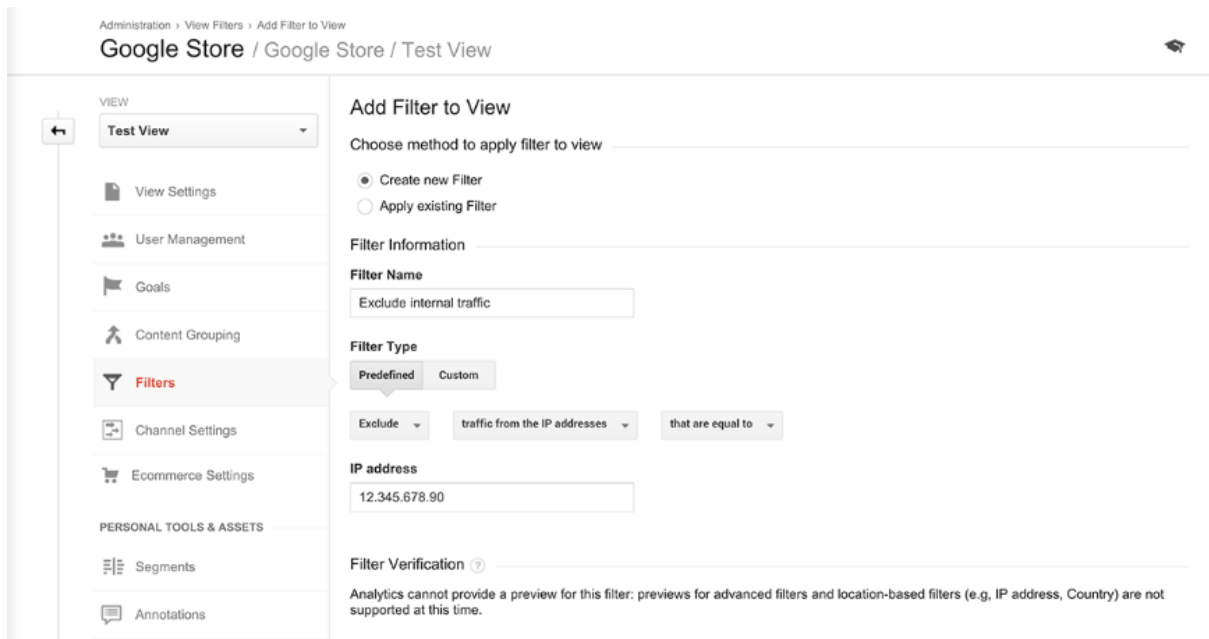 Administration › View Filters › Add Filter to View
Google Store / Google Store / Test View
VIEW
Test View
View Settings
User Management
Goals
Content Grouping
Filters
Channel Settings
Ecommerce Settings
PERSONAL TOOLS & ASSETS
Segments
Annotations
Add Filter to View
Choose method to apply filter to view
Create new Filter
Apply existing Filter
Filter Information
Filter Name
Exclude internal traffic
Filter Type
Predefined Custom
Exclude traffic from the IP addresses that are equal to
IP address
12.345.678.90
Filter Verification ?
Analytics cannot provide a preview for this filter: previews for advanced filters and location-based filters (e.g, IP address, Country) are not
supported at this time.